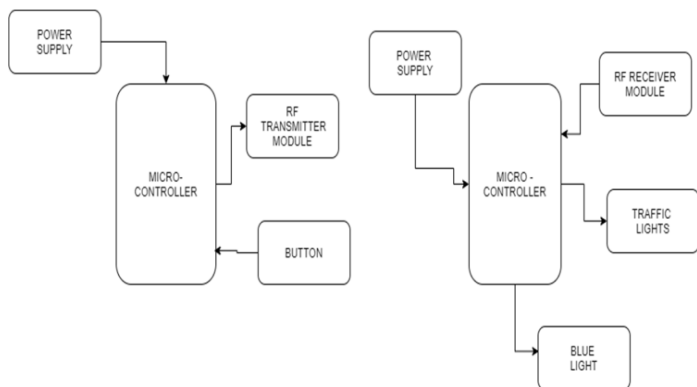 POWER
SUPPLY
MICRO-
CONTROLLER
RF
TRANSMITTER
MODULE
BUTTON
POWER
SUPPLY
MICRO -
CONTROLLER
RF RECEIVER
MODULE
TRAFFIC
LIGHTS
BLUE
LIGHT